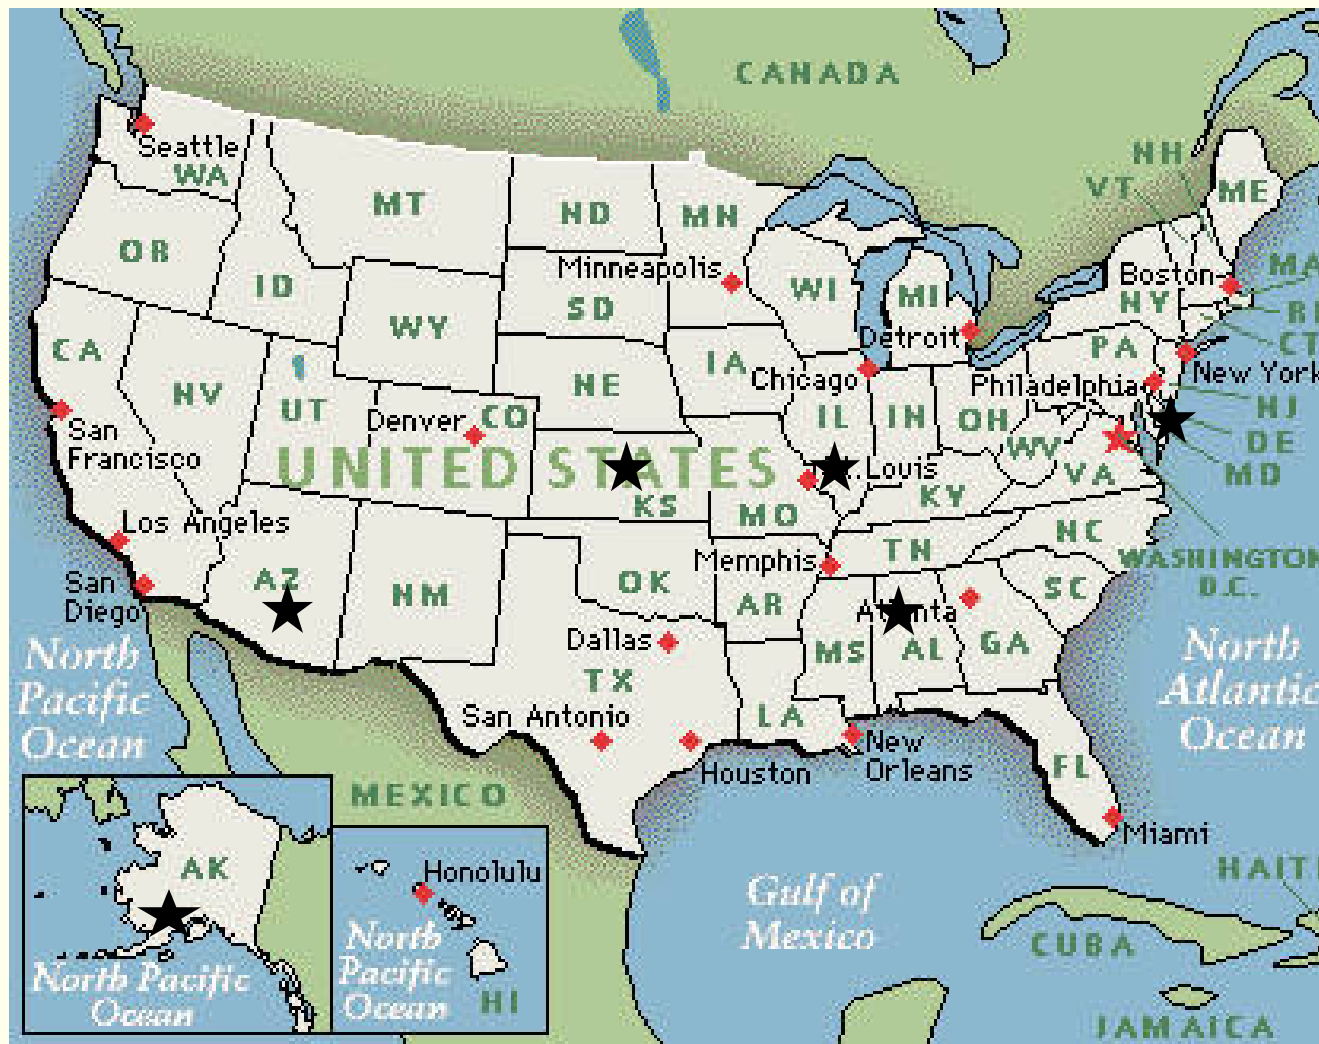 CANADA
NH
VT
ME
Seattle
WA
MT
ND
MN
OR
ID
Minneapolis
WI
MI
Boston
MA
NY
SD
WY
RI
CT
Detroit
PA
CA
IA
Chicago
New York
NV
UT
NE
Philadelphia
NJ
Denver
CO
IL
IN
OH
DE
San
Francisco
UNITED STATES
Louis
WV
VA
MD
KS
KY
MO
Los Angeles
NC
TN
Memphis
WASHINGTON
D.C.
San
Diego
AZ
NM
OK
AR
SC
Dallas
MS
AL
GA
North
Pacific
Ocean
TX
North
Atlantic
Ocean
San Antonio
LA
New
Orleans
Houston
FL
MEXICO
Miami
AK
Honolulu
HAITI
Gulf of
Mexico
CUBA
North
Pacific
Ocean
North Pacific
Ocean
HI
JAMAICA